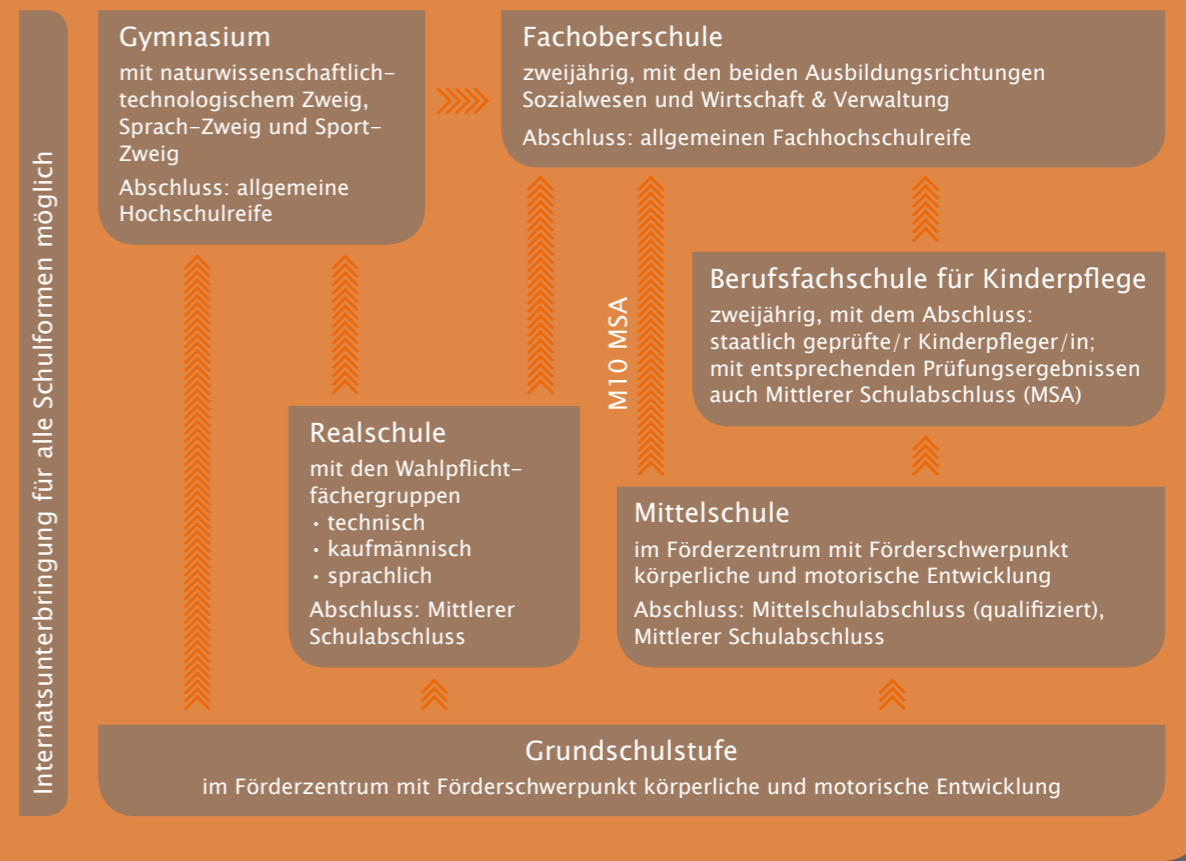 Internatsunterbringung für alle Schulformen möglich
Gymnasium
mit naturwissenschaftlich-
technologischem Zweig,
Sprach-Zweig und Sport-
Zweig
Abschluss: allgemeine
Hochschulreife
Fachoberschule
zweijährig, mit den beiden Ausbildungsrichtungen
Sozialwesen und Wirtschaft & Verwaltung
Abschluss: allgemeinen Fachhochschulreife
M10 MSA
Berufsfachschule für Kinderpflege
zweijährig, mit dem Abschluss:
staatlich geprüfte/r Kinderpfleger/in;
mit entsprechenden Prüfungsergebnissen
auch Mittlerer Schulabschluss (MSA)
Realschule
mit den Wahlpflicht-
fächergruppen
• technisch
• kaufmännisch
• sprachlich
Abschluss: Mittlerer
Schulabschluss
Mittelschule
im Förderzentrum mit Förderschwerpunkt
körperliche und motorische Entwicklung
Abschluss: Mittelschulabschluss (qualifiziert),
Mittlerer Schulabschluss
Grundschulstufe
im Förderzentrum mit Förderschwerpunkt körperliche und motorische Entwicklung